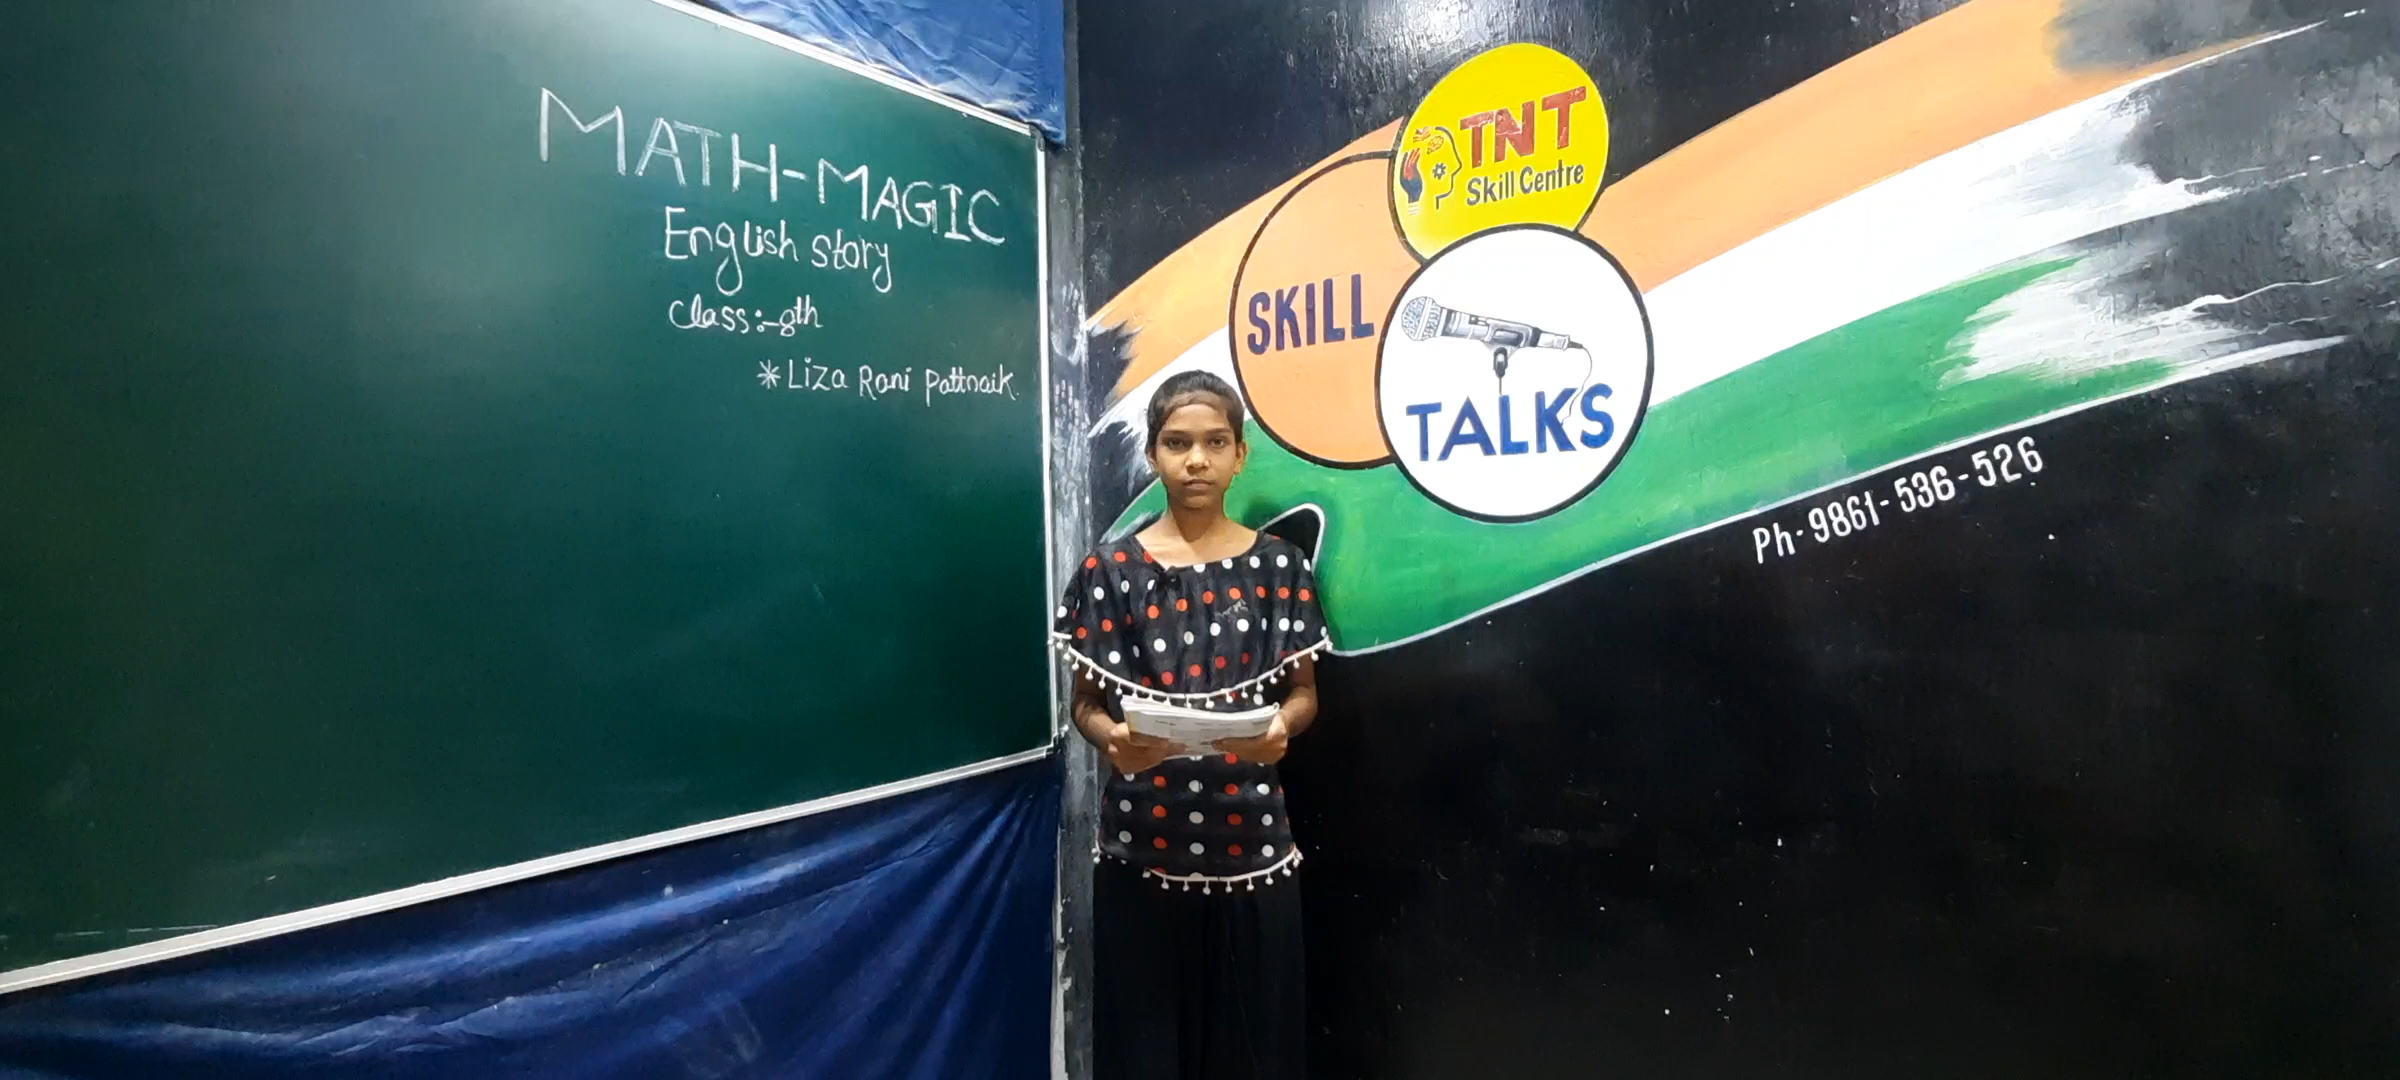 MATH-MAGIC
English story
Class:-8th
* Liza Rani Pattnaik.
TNT
Skill Centre
SKILL
TALKS
Ph-9861-536-526